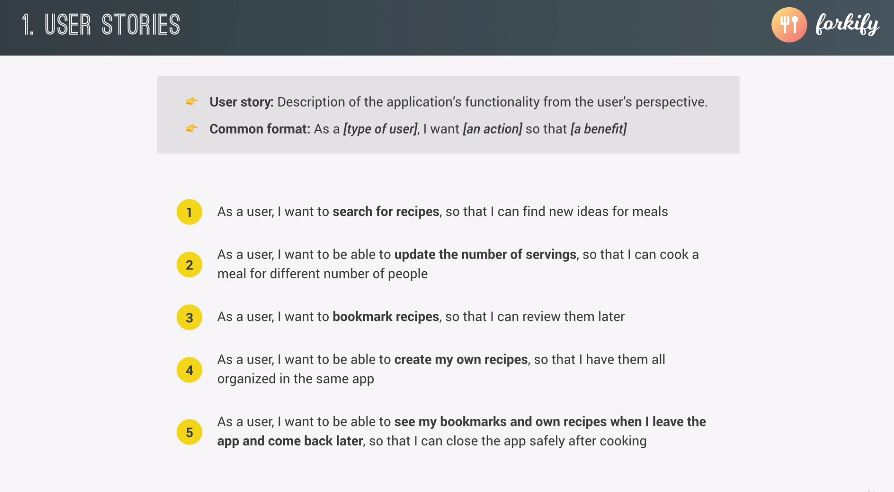 1. USER STORIES
forkify
👉 User story: Description of the application's functionality from the user's perspective.
👉 Common format: As a [type of user], I want [an action] so that [a benefit]
1 As a user, I want to search for recipes, so that I can find new ideas for meals
2 As a user, I want to be able to update the number of servings, so that I can cook a
meal for different number of people
3 As a user, I want to bookmark recipes, so that I can review them later
4 As a user, I want to be able to create my own recipes, so that I have them all
organized in the same app
5 As a user, I want to be able to see my bookmarks and own recipes when I leave the
app and come back later, so that I can close the app safely after cooking